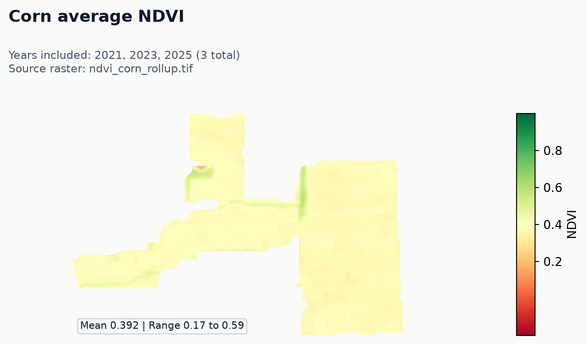 Corn average NDVI
Years included: 2021, 2023, 2025 (3 total)
Source raster: ndvi_corn_rollup.tif
0.8
0.6
0.4
0.2
NDVI
Mean 0.392 | Range 0.17 to 0.59